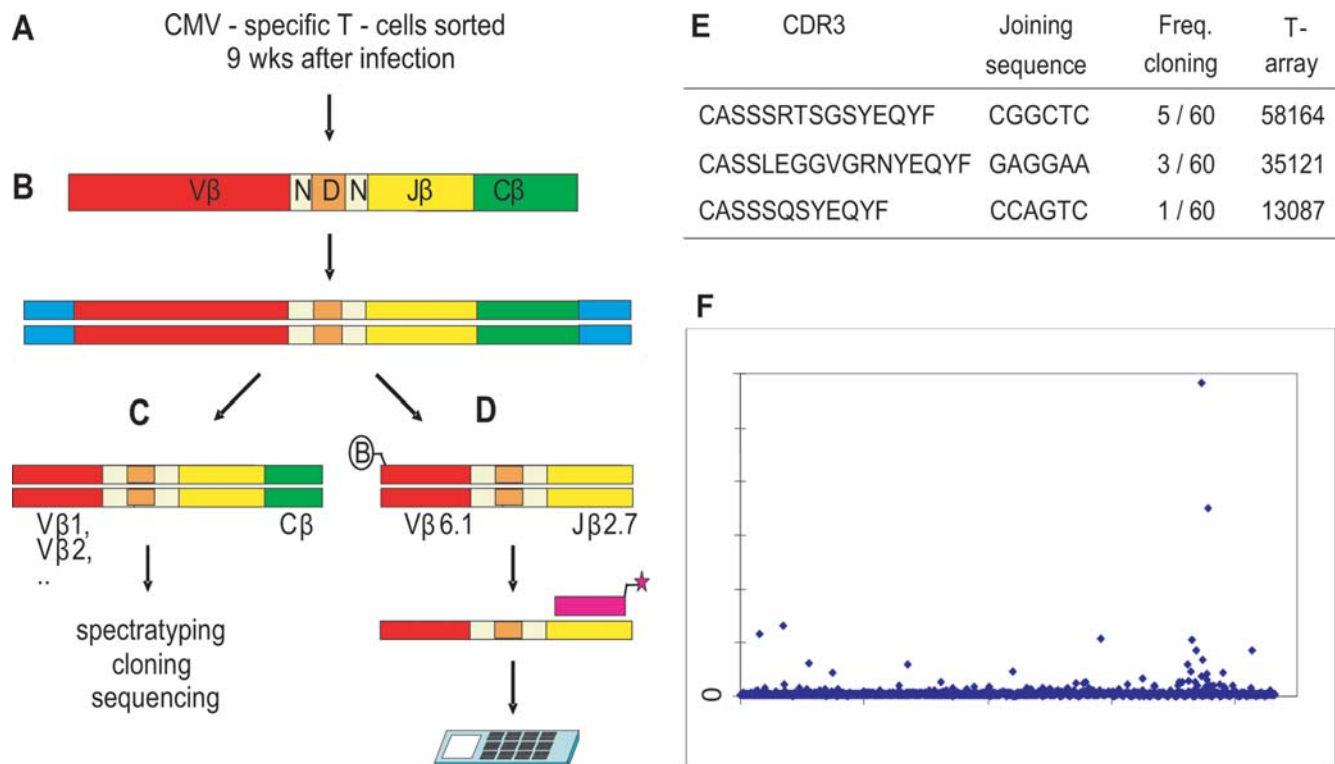 A
CMV - specific T - cells sorted
9 wks after infection
B
Vβ N D N Jβ Cβ
C
D
B
Vβ1,
Vβ2,
..
Cβ
Vβ6.1
Jβ2.7
spectratyping
cloning
sequencing
E
CDR3 Joining sequence Freq. cloning T-array
CASSSRTSGSYEQYF CGGCTC 5 / 60 58164
CASSLEGGVGRNYEQYF GAGGAA 3 / 60 35121
CASSSQSYEQYF CCAGTC 1 / 60 13087
F
0